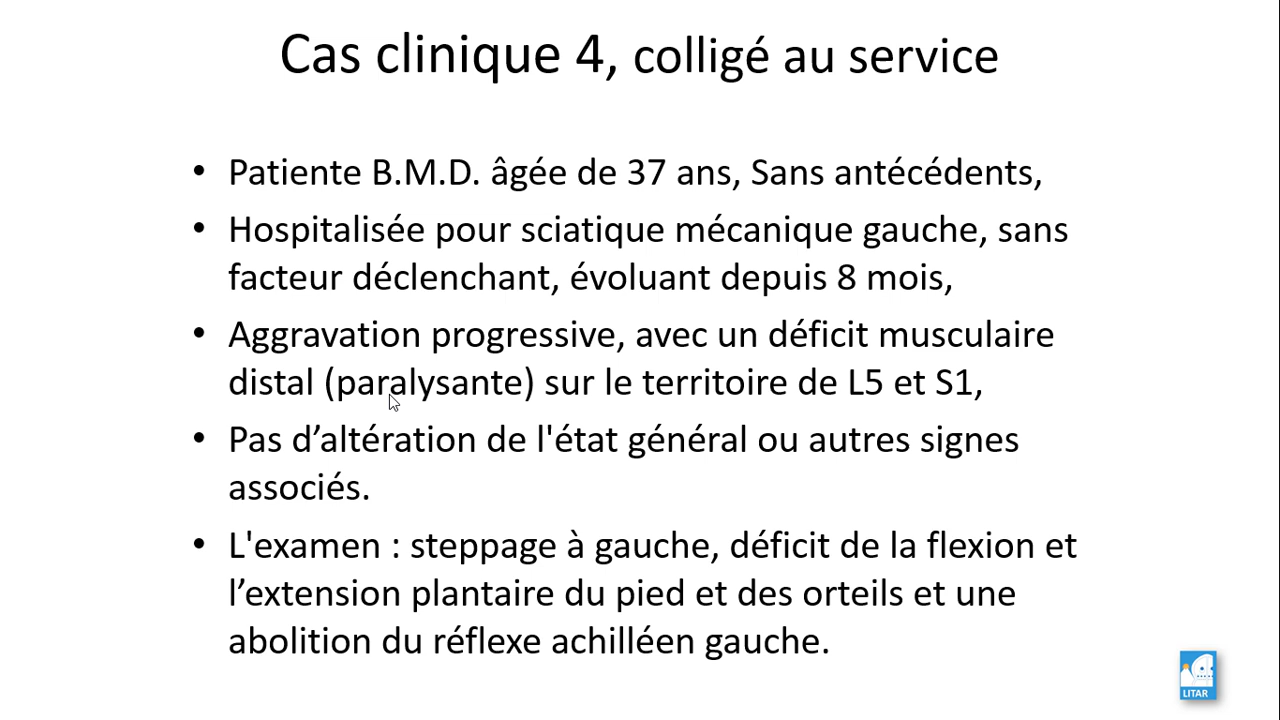 Cas clinique 4, colligé au service
• Patiente B.M.D. âgée de 37 ans, Sans antécédents,
• Hospitalisée pour sciatique mécanique gauche, sans
facteur déclenchant, évoluant depuis 8 mois,
• Aggravation progressive, avec un déficit musculaire
distal (paralysante) sur le territoire de L5 et S1,
• Pas d’altération de l'état général ou autres signes
associés.
• L'examen : steppage à gauche, déficit de la flexion et
l’extension plantaire du pied et des orteils et une
abolition du réflexe achilléen gauche.
LITAR